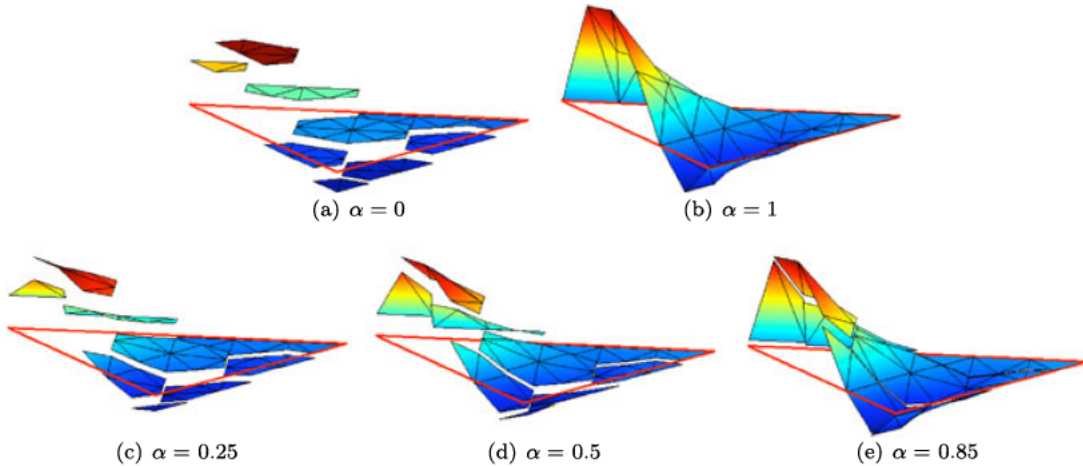 (a) α = 0
(b) α = 1
(c) α = 0.25
(d) α = 0.5
(e) α = 0.85